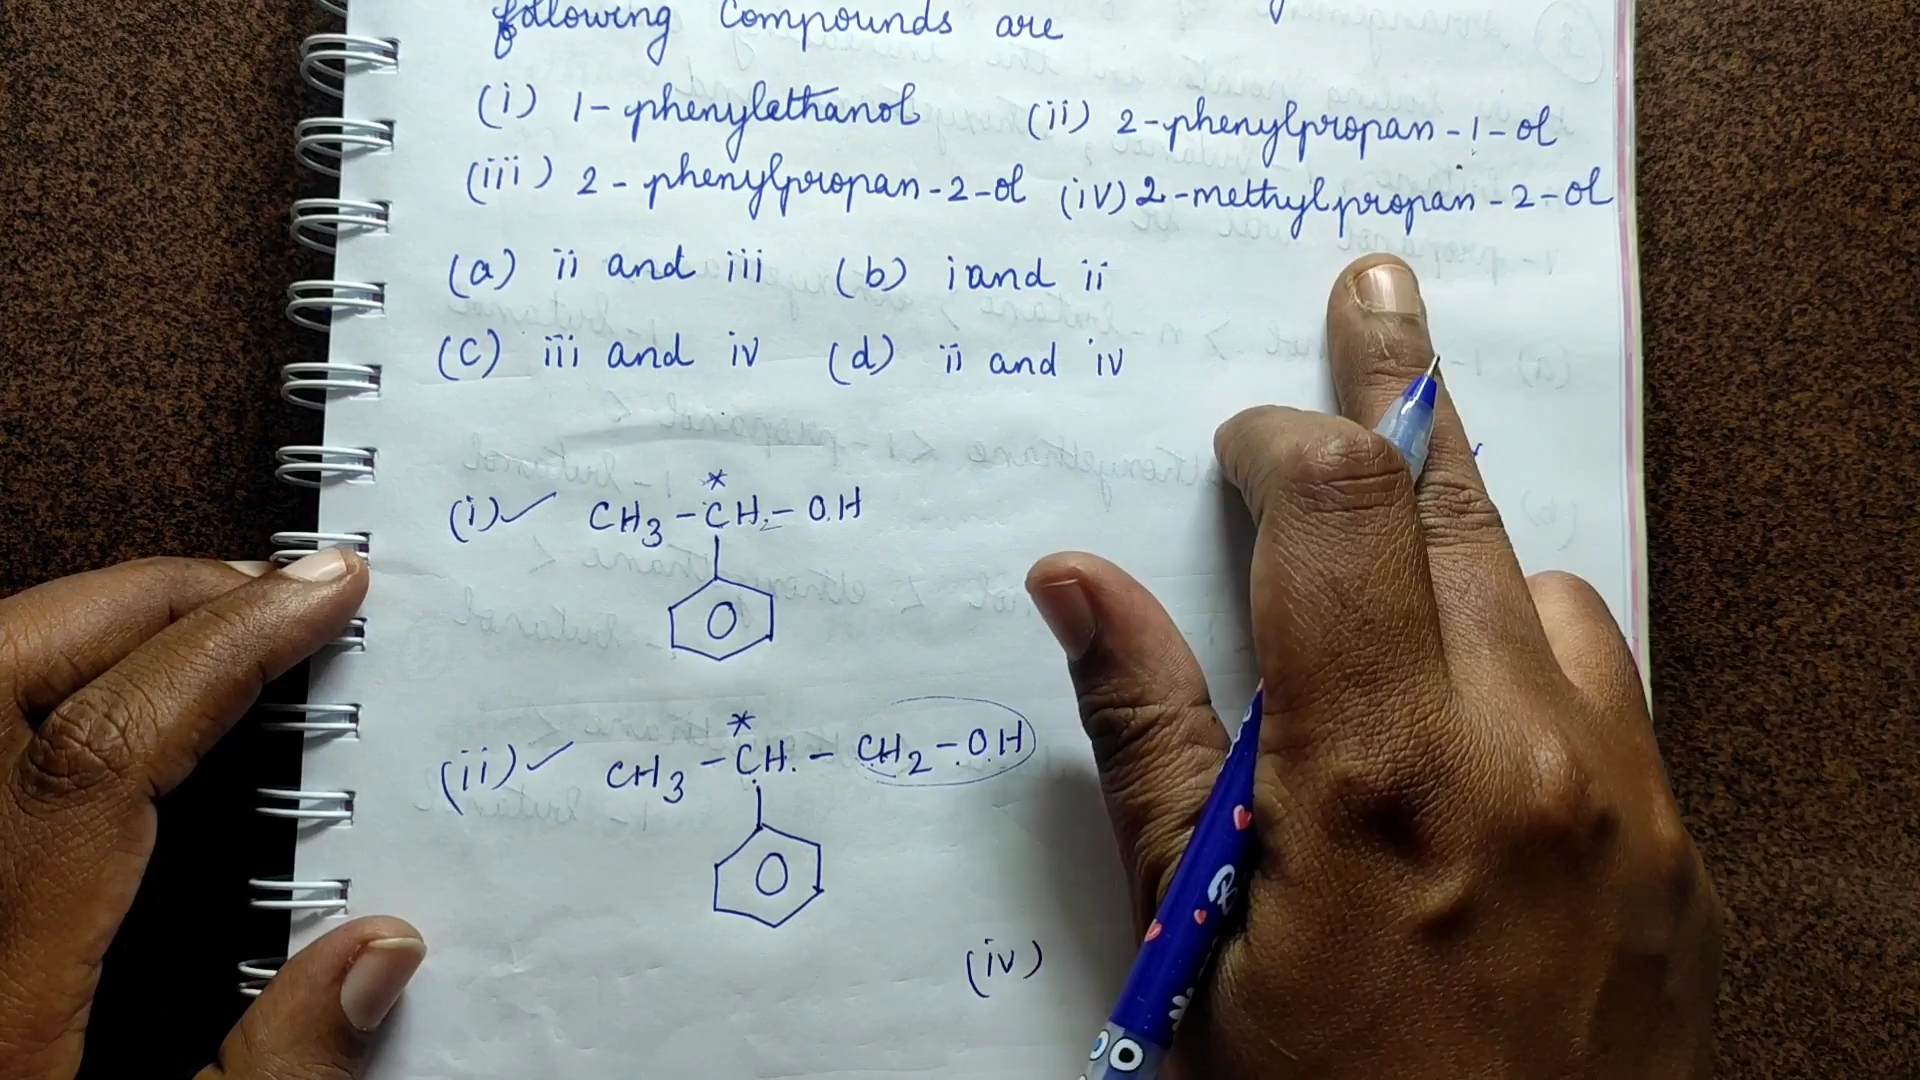 following Compounds are
(i) 1-phenylethanol (ii) 2-phenylpropan-1-ol
(iii) 2-phenylpropan-2-ol (iv) 2-methylpropan-2-ol
(a) ii and iii (b) i and ii
(c) iii and iv (d) ii and iv
*
(i) ✓ CH3 - CH - OH
*
(ii) ✓ CH3 - CH - CH2 - OH
(iv)